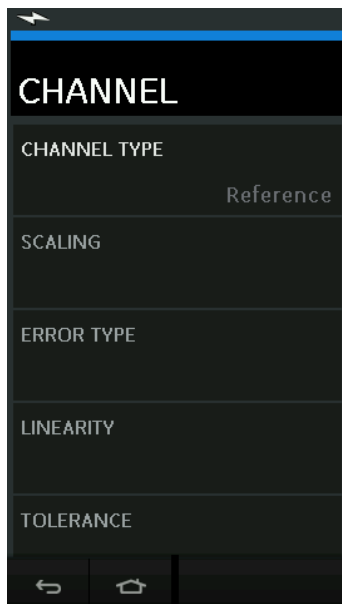 CHANNEL
CHANNEL TYPE
Reference
SCALING
ERROR TYPE
LINEARITY
TOLERANCE